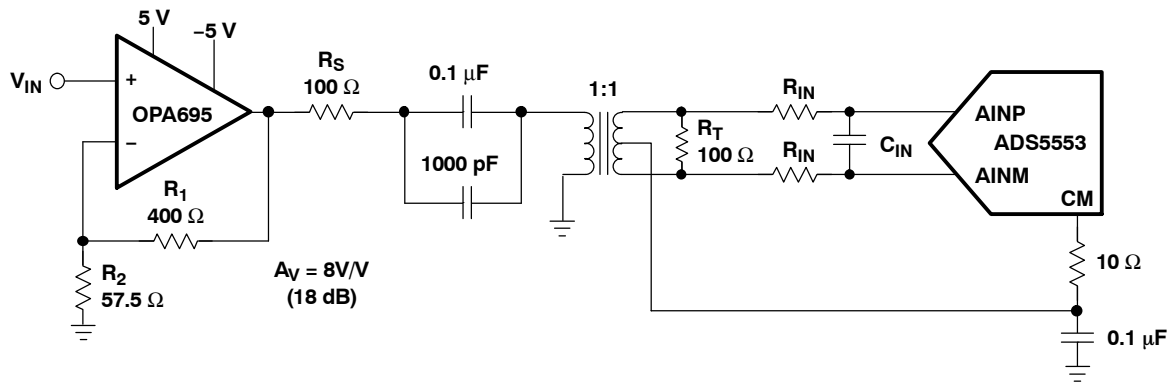 5 V
−5 V
V_IN
+
OPA695
−
R_S
100 Ω
0.1 μF
1000 pF
1:1
R_1
400 Ω
R_2
57.5 Ω
A_V = 8V/V
(18 dB)
R_T
100 Ω
R_IN
R_IN
C_IN
AINP
ADS5553
AINM
CM
10 Ω
0.1 μF